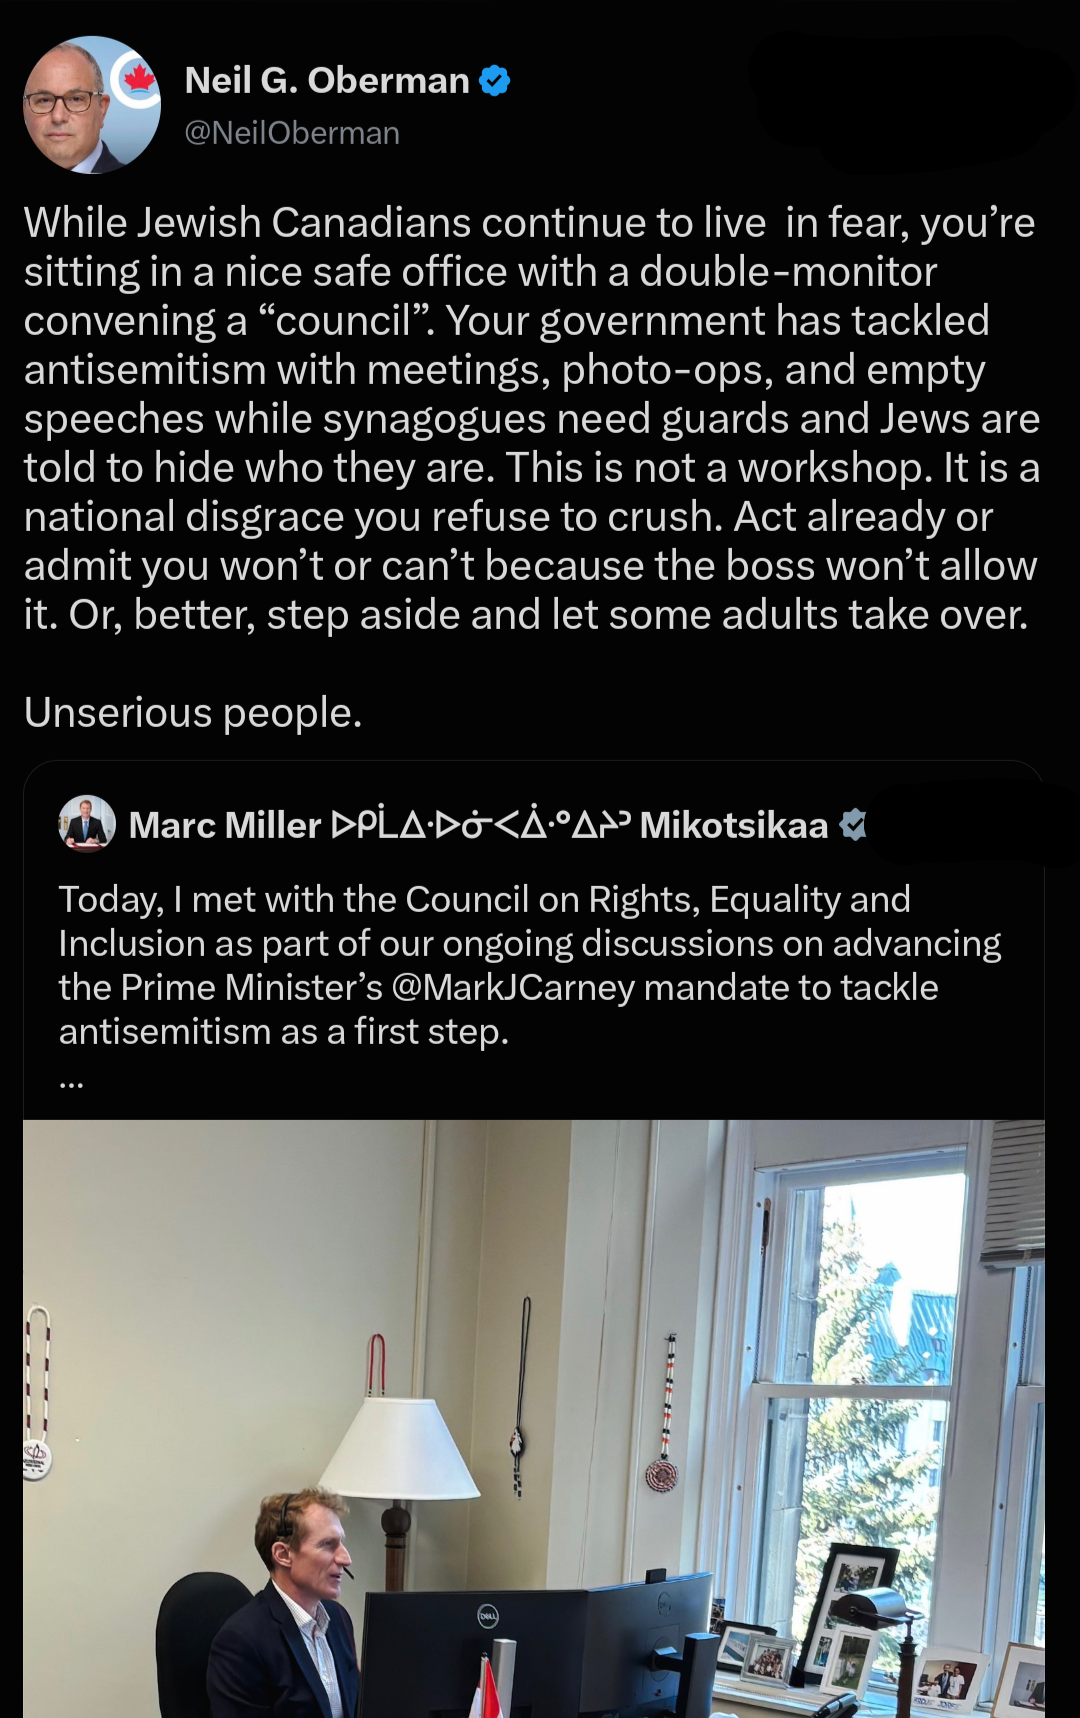 Neil G. Oberman
@NeilOberman
While Jewish Canadians continue to live  in fear, you’re
sitting in a nice safe office with a double-monitor
convening a “council”. Your government has tackled
antisemitism with meetings, photo-ops, and empty
speeches while synagogues need guards and Jews are
told to hide who they are. This is not a workshop. It is a
national disgrace you refuse to crush. Act already or
admit you won’t or can’t because the boss won’t allow
it. Or, better, step aside and let some adults take over.
Unserious people.
Marc Miller ᐅᑭᒫᐃᐧᐅᓃᐸᐄᐧᐤᐃᔨᐣ Mikotsikaa
Today, I met with the Council on Rights, Equality and
Inclusion as part of our ongoing discussions on advancing
the Prime Minister’s @MarkJCarney mandate to tackle
antisemitism as a first step.
...
DELL